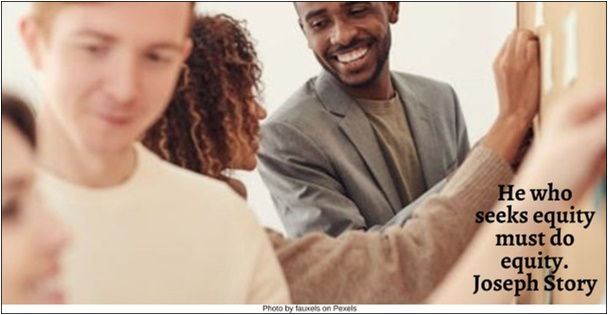 He who
seeks equity
must do
equity.
Joseph Story
Photo by fauxels on Pexels